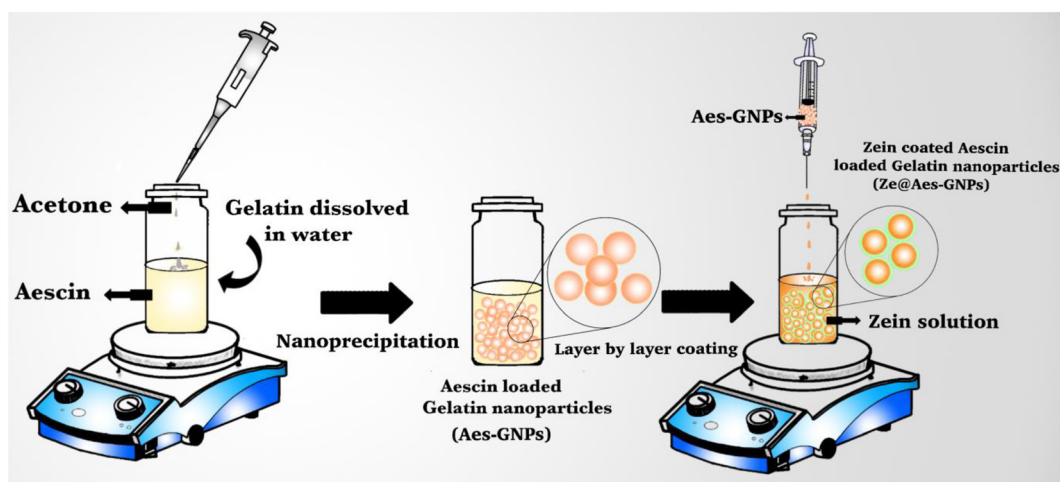 Acetone
Gelatin dissolved
in water
Aescin
Nanoprecipitation
Aescin loaded
Gelatin nanoparticles
(Aes-GNPs)
Layer by layer coating
Aes-GNPs
Zein coated Aescin
loaded Gelatin nanoparticles
(Ze@Aes-GNPs)
Zein solution